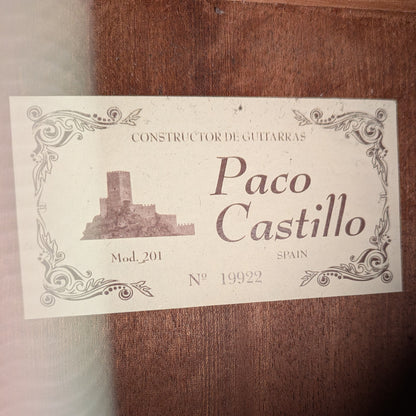 CONSTRUCTOR DE GUITARRAS
Paco
Castillo
Mod. 201
SPAIN
Nº 19922